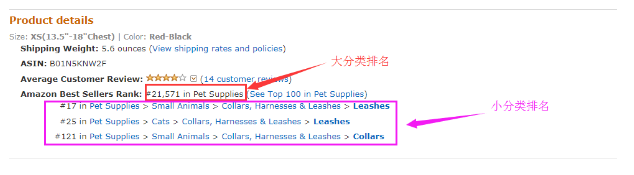 Product details
Size: XS(13.5"-18"Chest) | Color: Red-Black
Shipping Weight: 5.6 ounces (View shipping rates and policies)
ASIN: B01N5KNW2F
Average Customer Review: (14 customer reviews)
大分类排名
Amazon Best Sellers Rank: #21,571 in Pet Supplies (See Top 100 in Pet Supplies)
#17 in Pet Supplies > Small Animals > Collars, Harnesses & Leashes > Leashes
小分类排名
#25 in Pet Supplies > Cats > Collars, Harnesses & Leashes > Leashes
#121 in Pet Supplies > Small Animals > Collars, Harnesses & Leashes > Collars